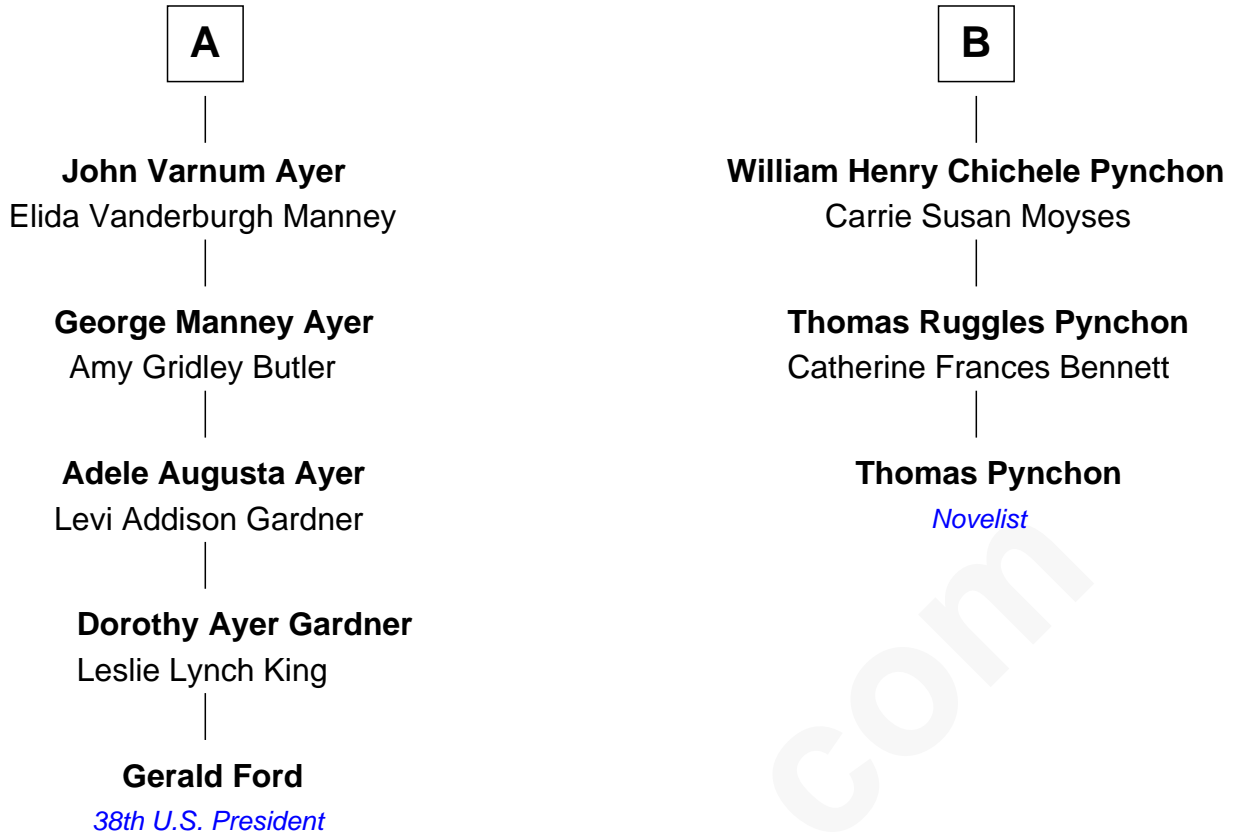 A
John Varnum Ayer
Elida Vanderburgh Manney
George Manney Ayer
Amy Gridley Butler
Adele Augusta Ayer
Levi Addison Gardner
Dorothy Ayer Gardner
Leslie Lynch King
Gerald Ford
38th U.S. President
B
William Henry Chichele Pynchon
Carrie Susan Moyses
Thomas Ruggles Pynchon
Catherine Frances Bennett
Thomas Pynchon
Novelist
com